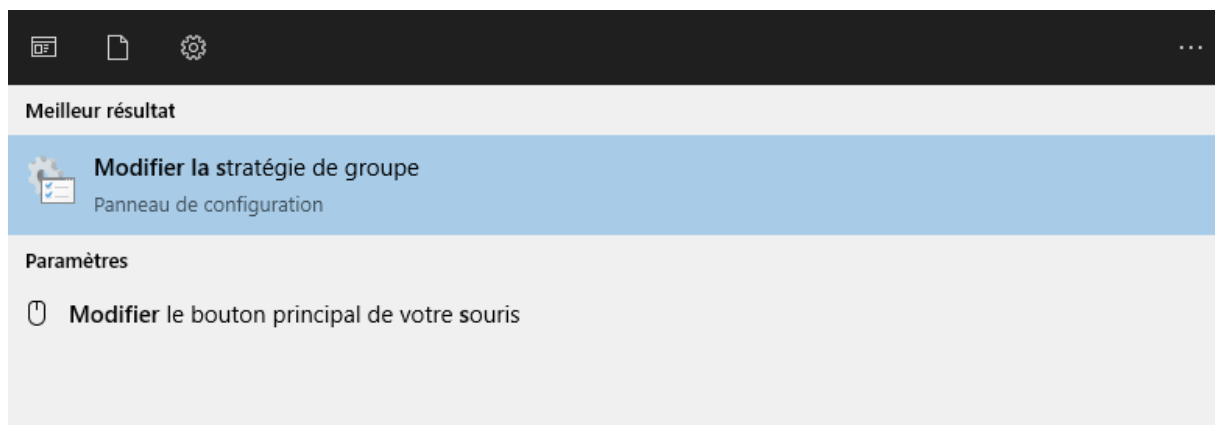 Meilleur résultat
Modifier la stratégie de groupe
Panneau de configuration
Paramètres
Modifier le bouton principal de votre souris